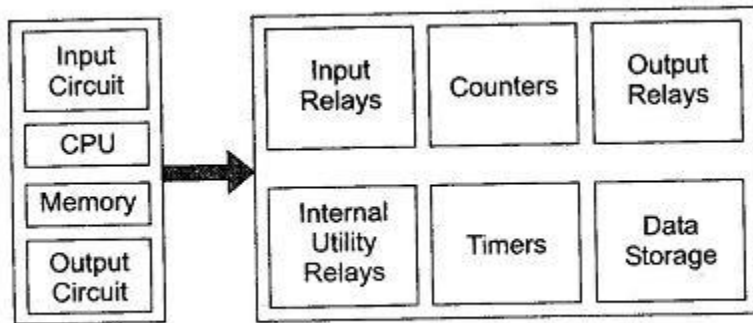 Input
Circuit
CPU
Memory
Output
Circuit
Input
Relays
Counters
Output
Relays
Internal
Utility
Relays
Timers
Data
Storage